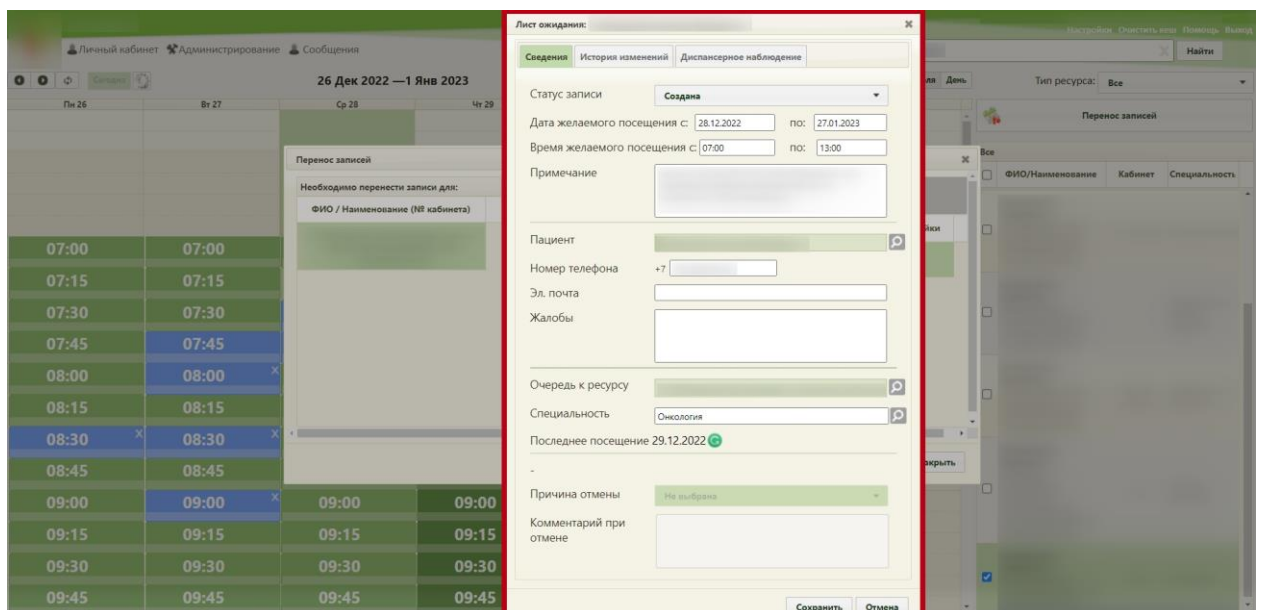 Настройки Очистить кеш Помощь Выход
Личный кабинет Администрирование Сообщения
Найти
Сегодня
26 Дек 2022 —1 Янв 2023
День
Тип ресурса: Все
Пн 26 Вт 27 Ср 28 Чт 29
Перенос записей
Все
ФИО/Наименование Кабинет Специальность
Перенос записей
Необходимо перенести записи для:
ФИО / Наименование (№ кабинета)
07:00 07:00
07:15 07:15
07:30 07:30
07:45 07:45
08:00 08:00
08:15 08:15
08:30 08:30
08:45 08:45
09:00 09:00 09:00 09:00
09:15 09:15 09:15 09:15
09:30 09:30 09:30 09:30
09:45 09:45 09:45 09:45
Лист ожидания:
Сведения История изменений Диспансерное наблюдение
Статус записи Создана
Дата желаемого посещения с: 28.12.2022 по: 27.01.2023
Время желаемого посещения с: 07:00 по: 13:00
Примечание
Пациент
Номер телефона +7
Эл. почта
Жалобы
Очередь к ресурсу
Специальность Онкология
Последнее посещение 29.12.2022
-
Причина отмены Не выбрана
Комментарий при
отмене
Сохранить Отмена